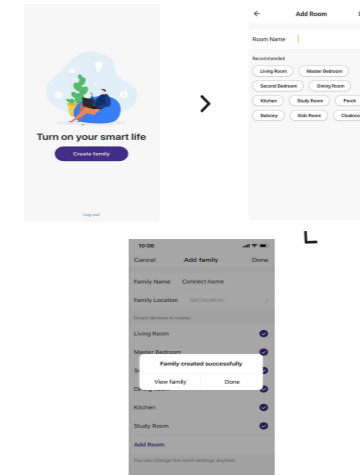 Turn on your smart life
Create family
Add Room
Room Name
Recommended
Living Room
Master Bedroom
Second Bedroom
Dining Room
Kitchen
Study Room
Porch
Balcony
Kids Room
Cloakroo
10:06
Cancel
Add family
Done
Family Name
Connect home
Family Location
Set location
Smart devices in rooms:
Living Room
Master Bedroom
Family created successfully
View family
Done
Kitchen
Study Room
Add Room
You can change the room settings anytime